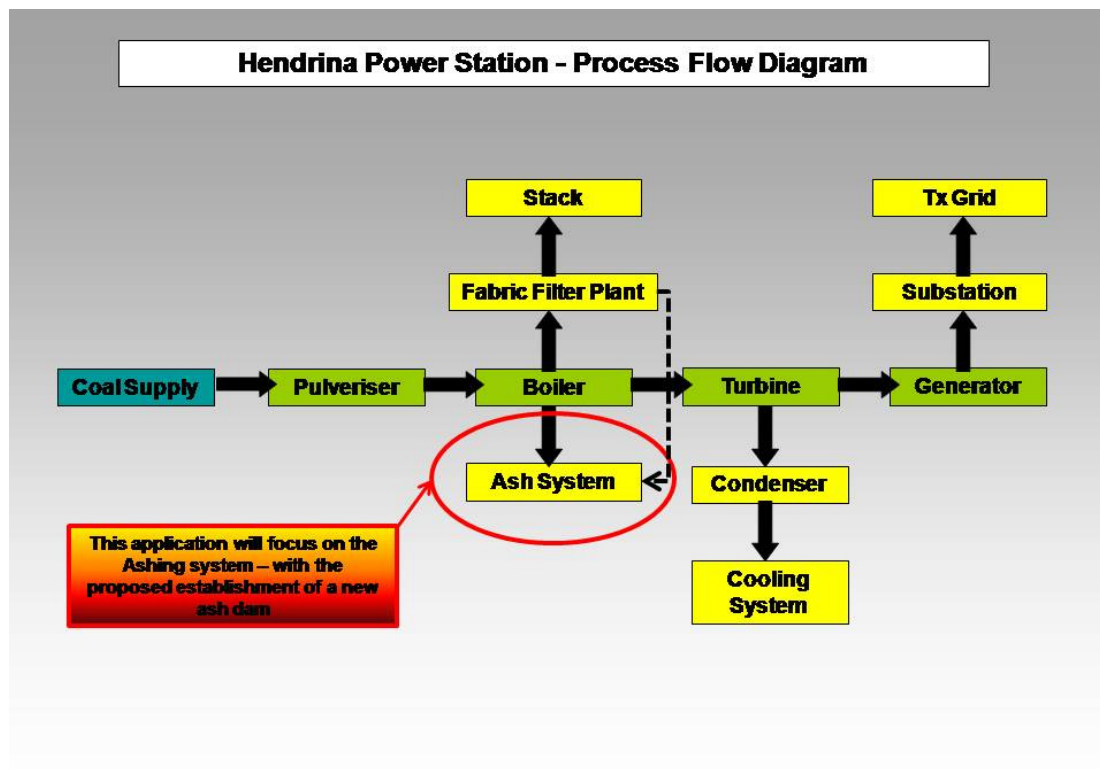 Hendrina Power Station - Process Flow Diagram
Stack
Tx Grid
Fabric Filter Plant
Substation
Coal Supply
Pulveriser
Boiler
Turbine
Generator
Ash System
Condenser
This application will focus on the
Ashing system – with the
proposed establishment of a new
ash dam
Cooling
System